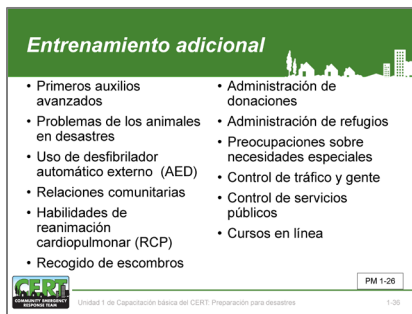 Entrenamiento adicional
• Primeros auxilios
avanzados
• Problemas de los animales
en desastres
• Uso de desfibrilador
automático externo (AED)
• Relaciones comunitarias
• Habilidades de
reanimación
cardiopulmonar (RCP)
• Recogido de escombros
• Administración de
donaciones
• Administración de refugios
• Preocupaciones sobre
necesidades especiales
• Control de tráfico y gente
• Control de servicios
públicos
• Cursos en línea
PM 1-26
CERT
COMMUNITY EMERGENCY
RESPONSE TEAM
Unidad 1 de Capacitación básica del CERT: Preparación para desastres
1-36